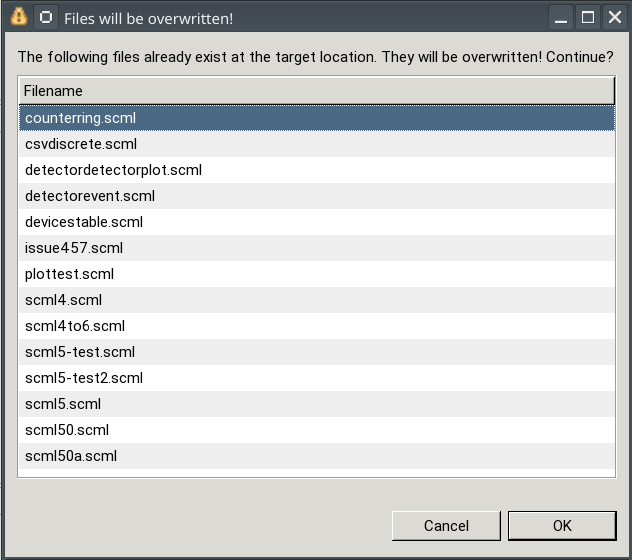 Files will be overwritten!
The following files already exist at the target location. They will be overwritten! Continue?
Filename
counterring.scml
csvdiscrete.scml
detectordetectorplot.scml
detectorevent.scml
devicestable.scml
issue457.scml
plottest.scml
scml4.scml
scml4to6.scml
scml5-test.scml
scml5-test2.scml
scml5.scml
scml50.scml
scml50a.scml
Cancel OK